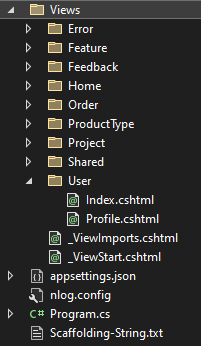 Views
Error
Feature
Feedback
Home
Order
ProductType
Project
Shared
User
Index.cshtml
Profile.cshtml
_ViewImports.cshtml
_ViewStart.cshtml
appsettings.json
nlog.config
C# Program.cs
Scaffolding-String.txt